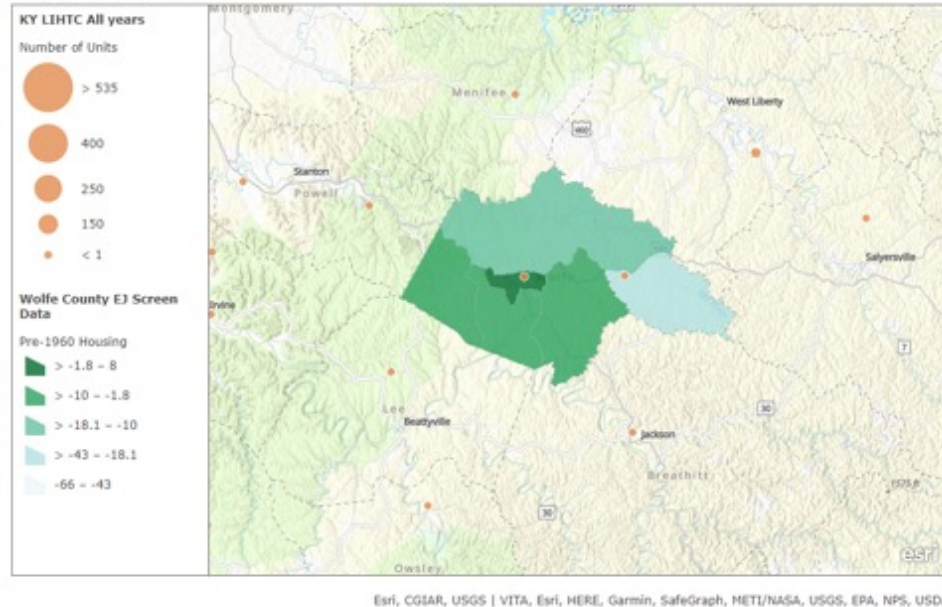 KY LIHTC All years
Number of Units
> 535
400
250
150
< 1
Wolfe County EJ Screen
Data
Pre-1960 Housing
> -1.8 – 8
> -10 – -1.8
> -18.1 – -10
> -43 – -18.1
-66 – -43
Montgomery
Menifee
West Liberty
460
Stanton
Powell
Salyersville
Irvine
7
Lee
Beattyville
30
Jackson
Breathitt
30
Owsley
esri
Esri, CGIAR, USGS | VITA, Esri, HERE, Garmin, SafeGraph, METI/NASA, USGS, EPA, NPS, USDA